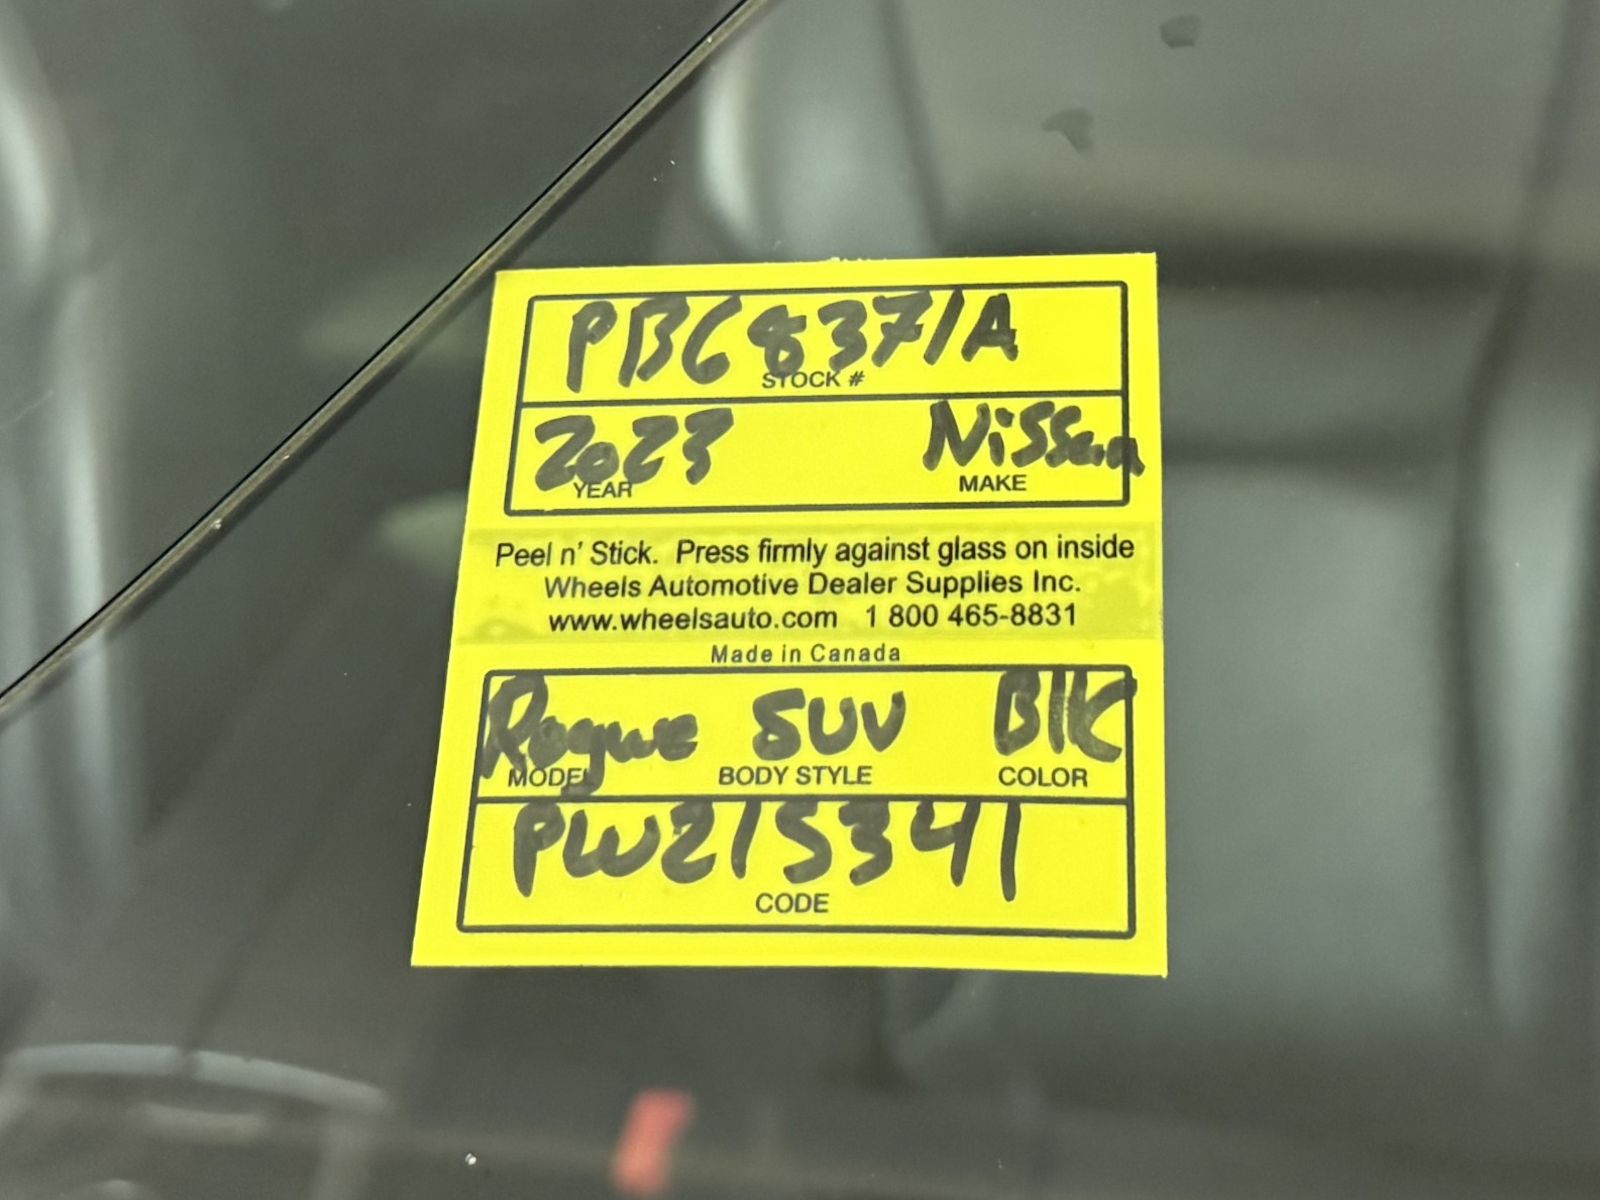 PB6837/A
STOCK #
2023 Nissan
YEAR MAKE
Peel n' Stick. Press firmly against glass on inside
Wheels Automotive Dealer Supplies Inc.
www.wheelsauto.com 1 800 465-8831
Made in Canada
Rogue SUV Blk
MODEL BODY STYLE COLOR
PW215341
CODE